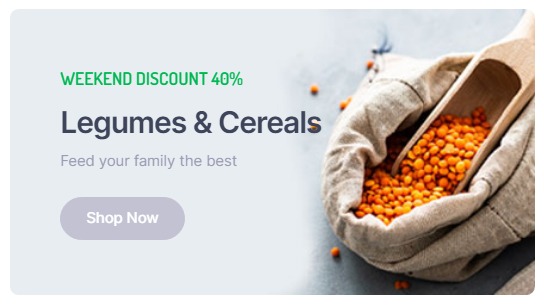 WEEKEND DISCOUNT 40%
Legumes & Cereals
Feed your family the best
Shop Now